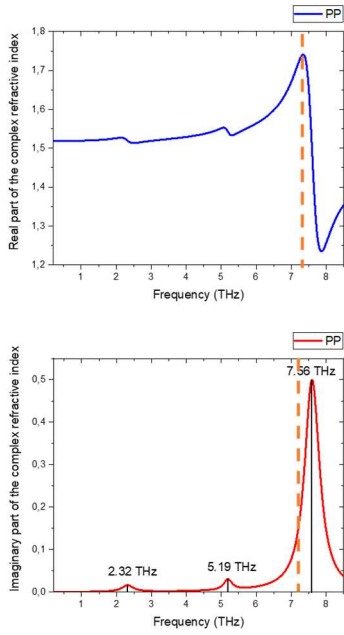 PP
1,8
1,7
1,6
1,5
1,4
1,3
1,2
Real part of the complex refractive index
1 2 3 4 5 6 7 8
Frequency (THz)
PP
7.56 THz
0,5
0,4
0,3
0,2
0,1
0,0
Imaginary part of the complex refractive index
2.32 THz
5.19 THz
1 2 3 4 5 6 7 8
Frequency (THz)